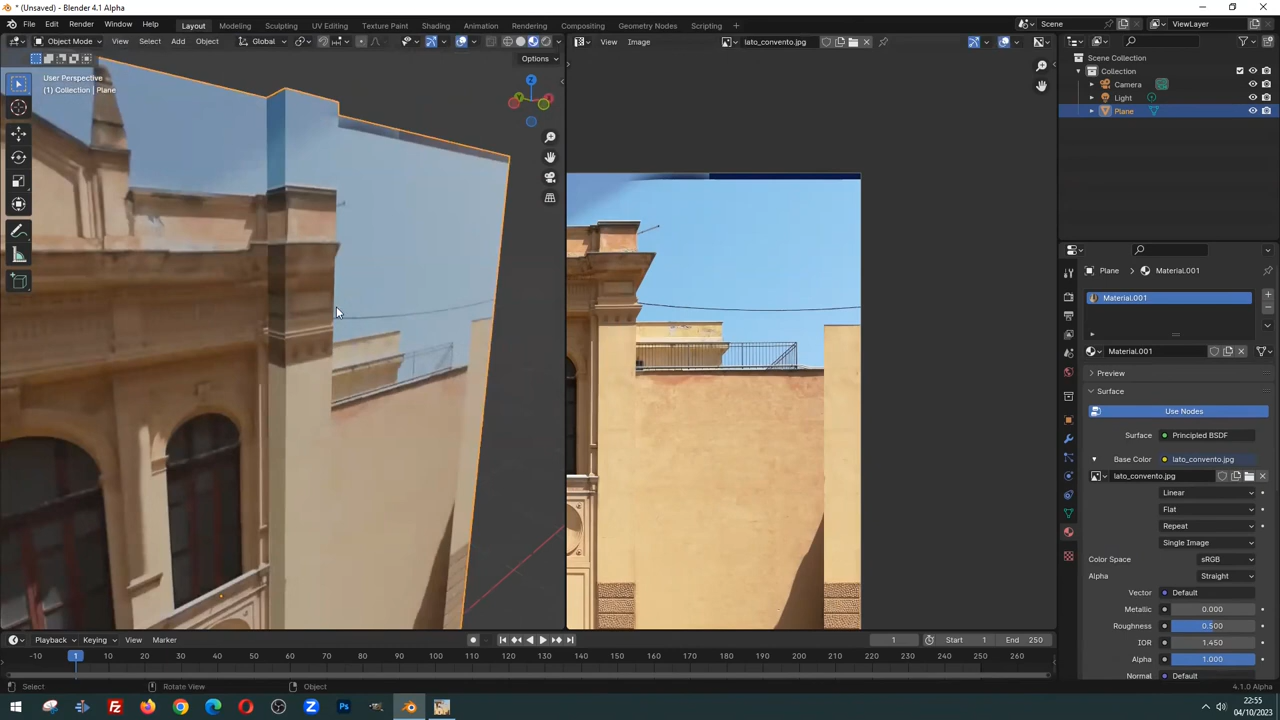 * (Unsaved) - Blender 4.1 Alpha
File Edit Render Window Help Layout Modeling Sculpting UV Editing Texture Paint Shading Animation Rendering Compositing Geometry Nodes Scripting + Scene ViewLayer
Object Mode View Select Add Object Global View Image lato_convento.jpg
Options
User Perspective
(1) Collection | Plane
Z
Y
Scene Collection
Collection
Camera
Light
Plane
Plane > Material.001
Material.001
Material.001
Preview
Surface
Use Nodes
Surface Principled BSDF
Base Color lato_convento.jpg
lato_convento.jpg
Linear
Flat
Repeat
Single Image
Color Space sRGB
Alpha Straight
Vector Default
Metallic 0.000
Roughness 0.500
IOR 1.450
Alpha 1.000
Normal Default
Playback Keying View Marker 1 Start 1 End 250
-10 1 10 20 30 40 50 60 70 80 90 100 110 120 130 140 150 160 170 180 190 200 210 220 230 240 250 260
Select Rotate View Object 4.1.0 Alpha
22:55
04/10/2023